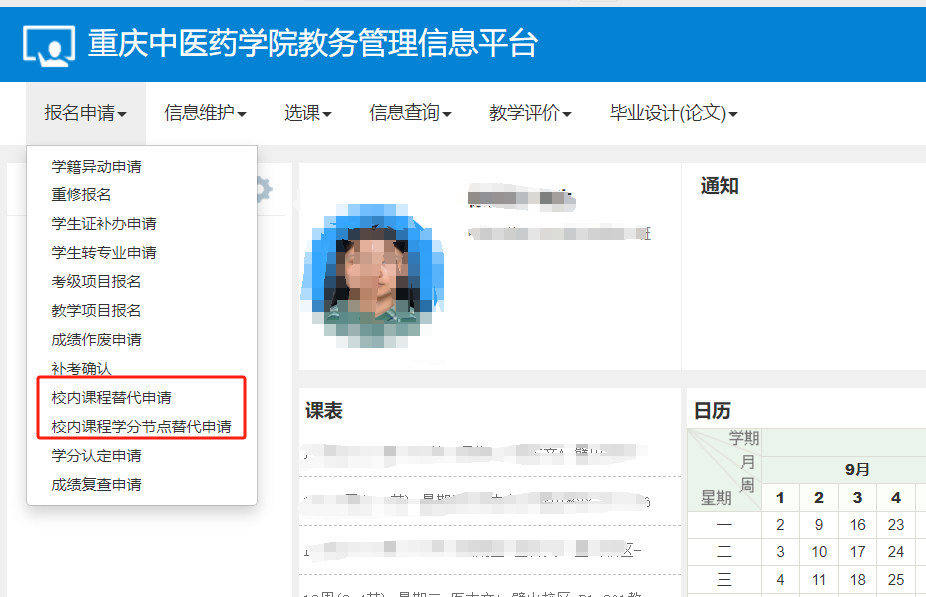 重庆中医药学院教务管理信息平台
报名申请 信息维护 选课 信息查询 教学评价 毕业设计(论文)
学籍异动申请
重修报名
学生证补办申请
学生转专业申请
考级项目报名
教学项目报名
成绩作废申请
补考确认
校内课程替代申请
校内课程学分节点替代申请
学分认定申请
成绩复查申请
班
通知
课表
日历
学期
月
周
星期
9月
1 2 3 4
一 2 9 16 23
二 3 10 17 24
三 4 11 18 25